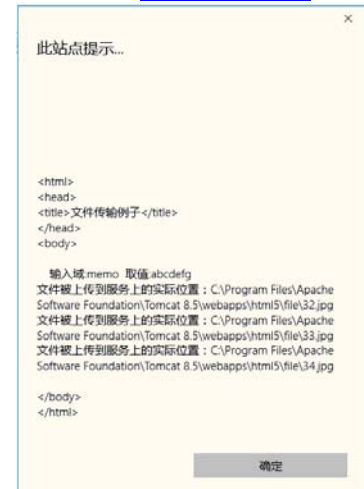 此站点提示...
<html>
<head>
<title>文件传输例子</title>
</head>
<body>
输入域:memo 取值:abcdefg
文件被上传到服务上的实际位置：C:\Program Files\Apache
Software Foundation\Tomcat 8.5\webapps\html5\file\32.jpg
文件被上传到服务上的实际位置：C:\Program Files\Apache
Software Foundation\Tomcat 8.5\webapps\html5\file\33.jpg
文件被上传到服务上的实际位置：C:\Program Files\Apache
Software Foundation\Tomcat 8.5\webapps\html5\file\34.jpg
</body>
</html>
确定